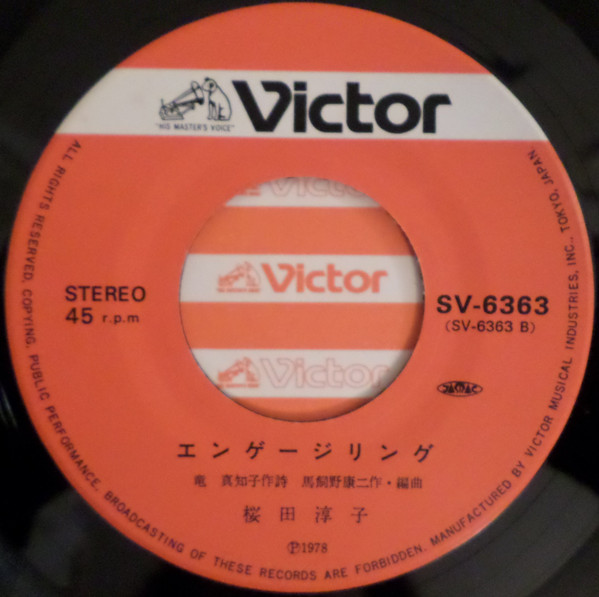 Victor
"HIS MASTER'S VOICE"
Victor
Victor
Victor
STEREO
45 r.p.m
SV-6363
(SV-6363 B)
JASRAC
エンゲージリング
竜 真知子作詩 馬飼野康二作・編曲
桜田淳子
Ⓟ1978
ALL RIGHTS RESERVED. COPYING, PUBLIC PERFORMANCE, BROADCASTING OF THESE RECORDS ARE FORBIDDEN. MANUFACTURED BY VICTOR MUSICAL INDUSTRIES, INC., TOKYO, JAPAN